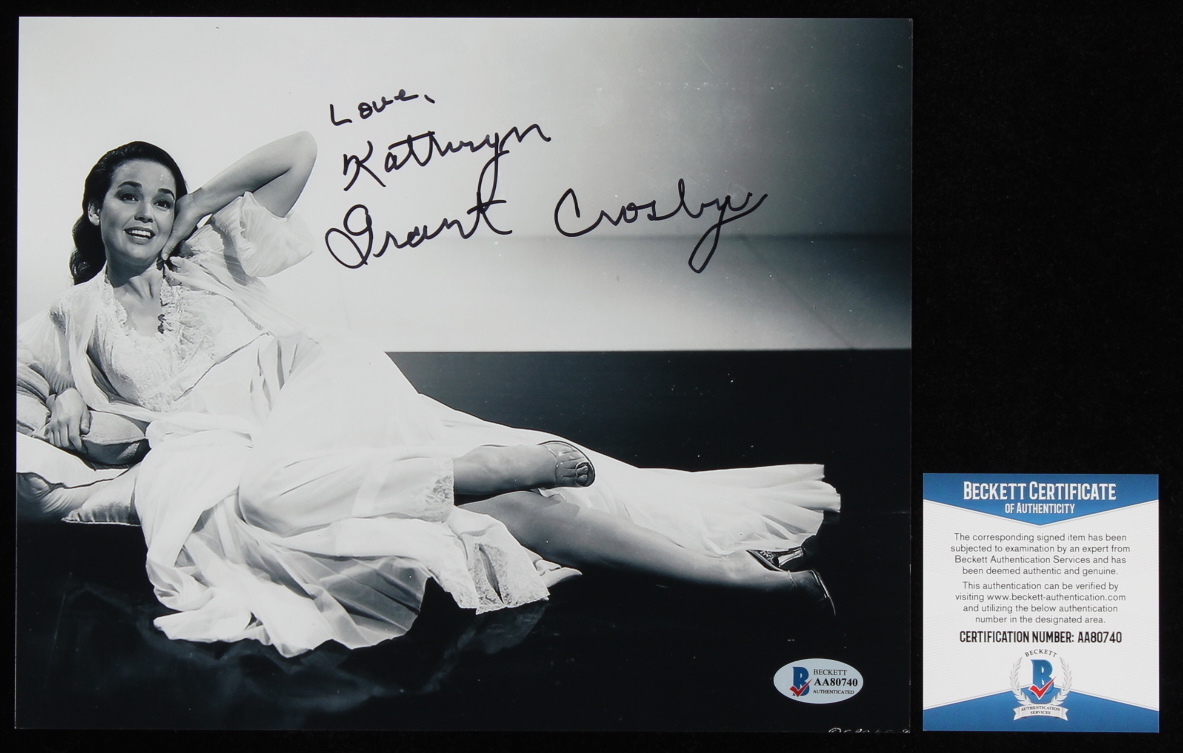 Love,
Kathryn
Grant Crosby
BECKETT
AA80740
AUTHENTICATED
BECKETT CERTIFICATE
OF AUTHENTICITY
The corresponding signed item has been
subjected to examination by an expert from
Beckett Authentication Services and has
been deemed authentic and genuine.
This authentication can be verified by
visiting www.beckett-authentication.com
and utilizing the below authentication
number in the designated area.
CERTIFICATION NUMBER: AA80740
BECKETT
B
AUTHENTICATION
SERVICES